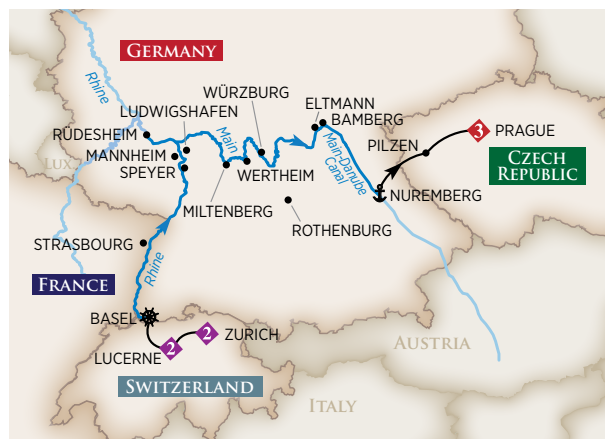 GERMANY
Rhine
WÜRZBURG
LUDWIGSHAFEN
ELTMANN
BAMBERG
RÜDESHEIM
Main
PRAGUE
3
PILZEN
MANNHEIM
LUX
SPEYER
WERTHEIM
Main-Danube
Canal
CZECH
REPUBLIC
MILTENBERG
NUREMBERG
ROTHENBURG
STRASBOURG
Rhine
FRANCE
BASEL
2
2
ZURICH
LUCERNE
AUSTRIA
SWITZERLAND
ITALY